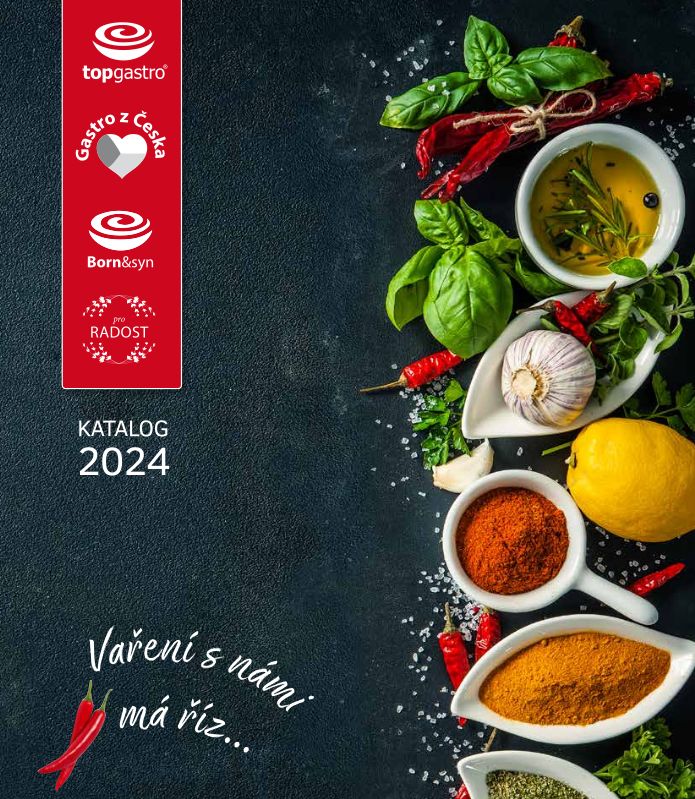 topgastro®
Gastro z Česka
Born&syn
pro
RADOST
KATALOG
2024
Vaření s námi
má říz...